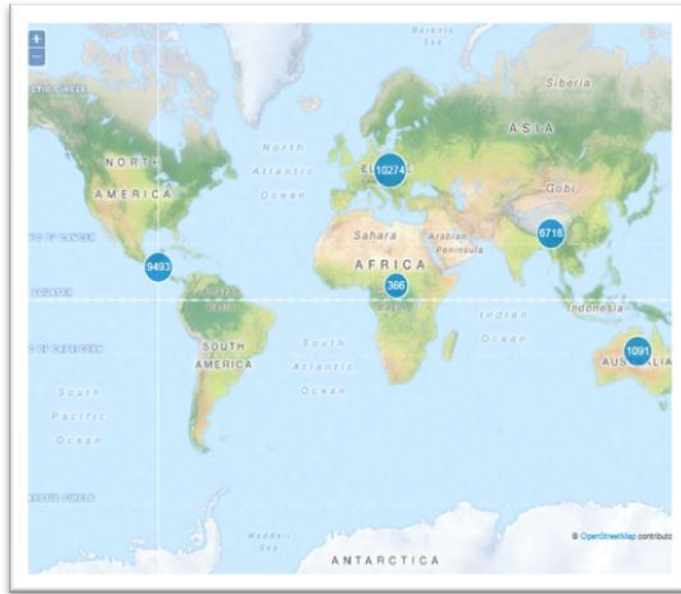 +
−
Barents
Sea
Siberia
ASIA
North
Atlantic
Ocean
NORTH
AMERICA
10274
Gobi
Sahara
Arabian
Peninsula
6718
AFRICA
9493
366
EQUATOR
Indian
Ocean
Indonesia
SOUTH
AMERICA
South
Atlantic
Ocean
1091
South
Pacific
Ocean
Weddell
Sea
© OpenStreetMap
ANTARCTICA